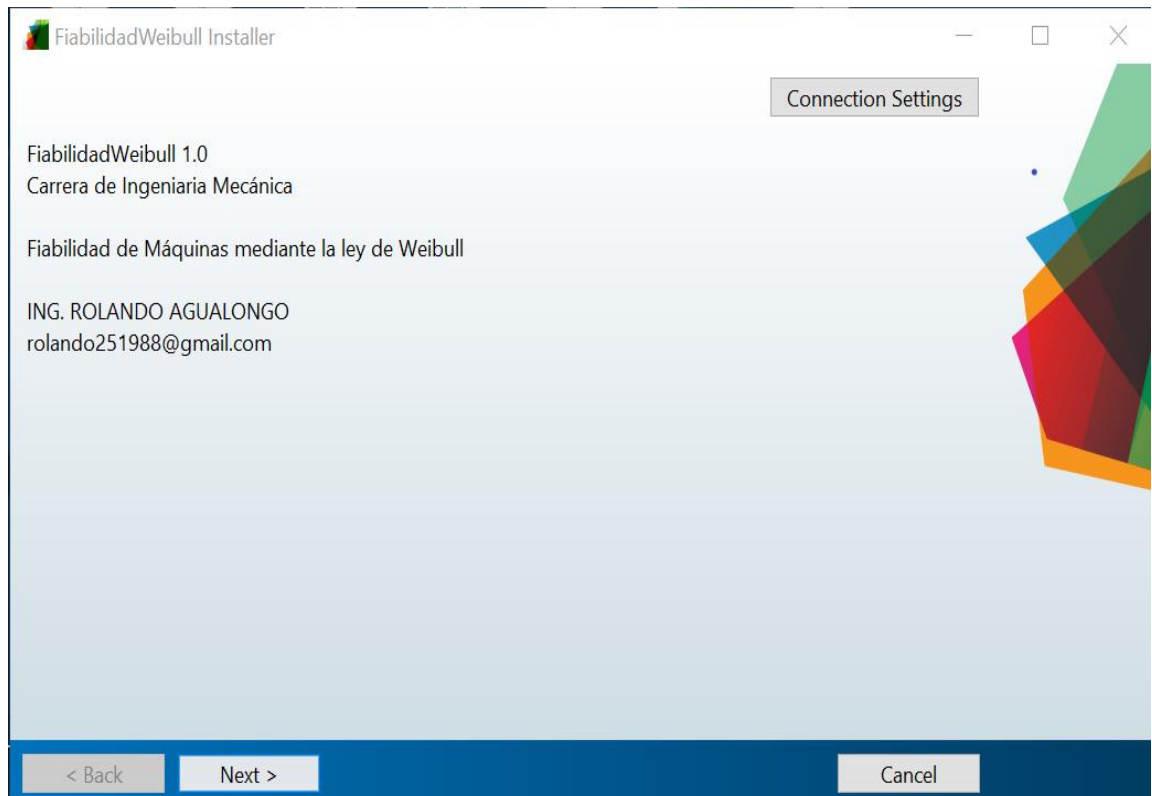 FiabilidadWeibull Installer
Connection Settings
FiabilidadWeibull 1.0
Carrera de Ingeniaria Mecánica
Fiabilidad de Máquinas mediante la ley de Weibull
ING. ROLANDO AGUALONGO
rolando251988@gmail.com
< Back
Next >
Cancel